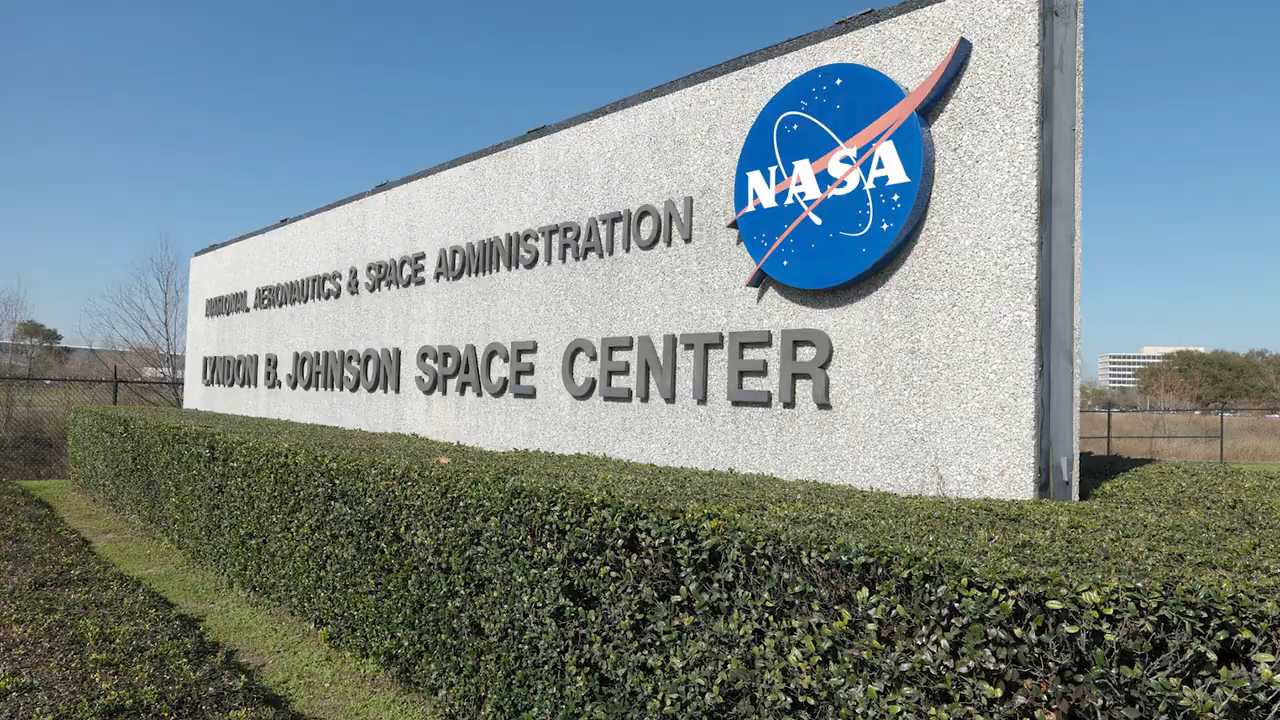 NATIONAL AERONAUTICS & SPACE ADMINISTRATION
LYNDON B. JOHNSON SPACE CENTER
NASA